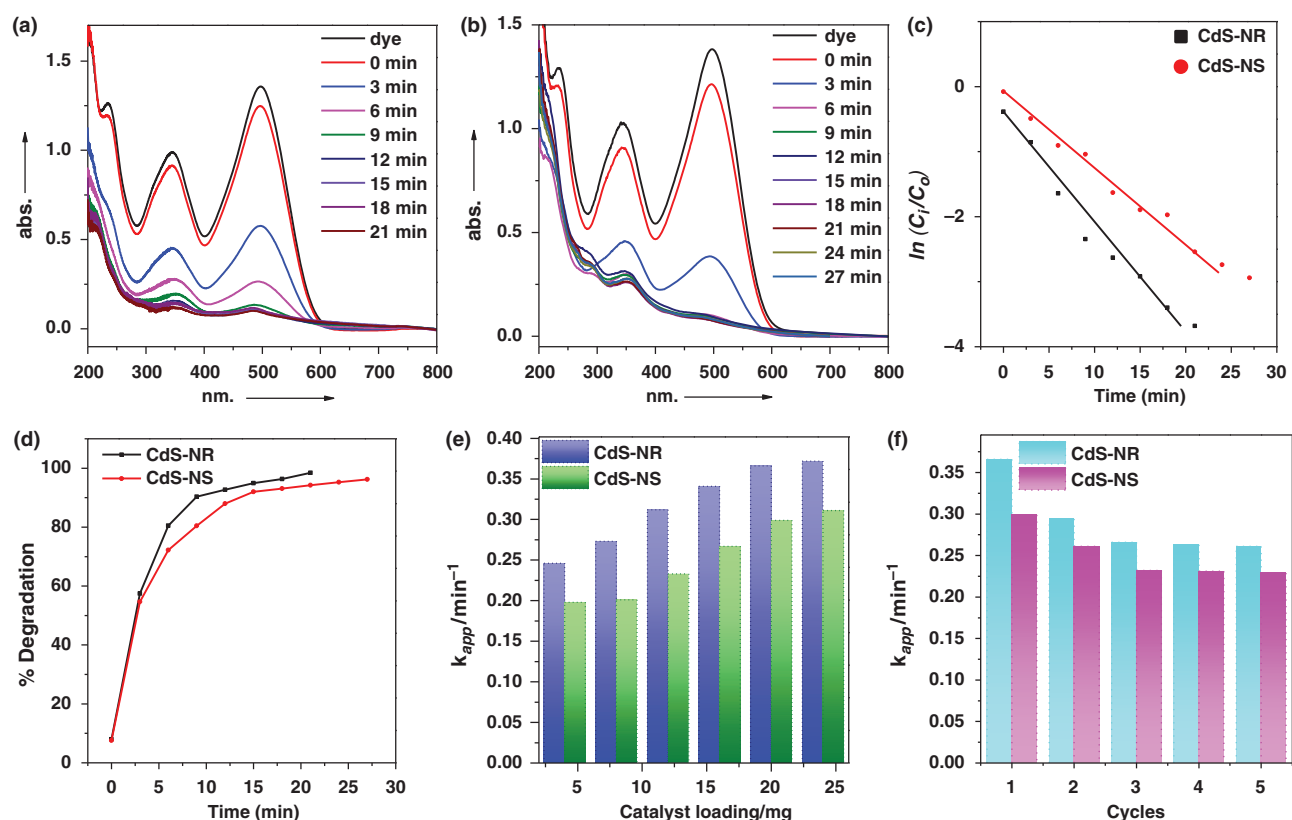 (a)
dye
0 min
3 min
6 min
9 min
12 min
15 min
18 min
21 min
abs.
1.5
1.0
0.5
0.0
200 300 400 500 600 700 800
nm.
(b)
dye
0 min
3 min
6 min
9 min
12 min
15 min
18 min
21 min
24 min
27 min
abs.
1.5
1.0
0.5
0.0
200 300 400 500 600 700 800
nm.
(c)
CdS-NR
CdS-NS
ln (Ci/Co)
0
−2
−4
0 5 10 15 20 25 30
Time (min)
(d)
CdS-NR
CdS-NS
% Degradation
100
80
60
40
20
0
0 5 10 15 20 25 30
Time (min)
(e)
CdS-NR
CdS-NS
kapp/min−1
0.40
0.35
0.30
0.25
0.20
0.15
0.10
0.05
0.00
5 10 15 20 25
Catalyst loading/mg
(f)
CdS-NR
CdS-NS
kapp/min−1
0.35
0.30
0.25
0.20
0.15
0.10
0.05
0.00
1 2 3 4 5
Cycles